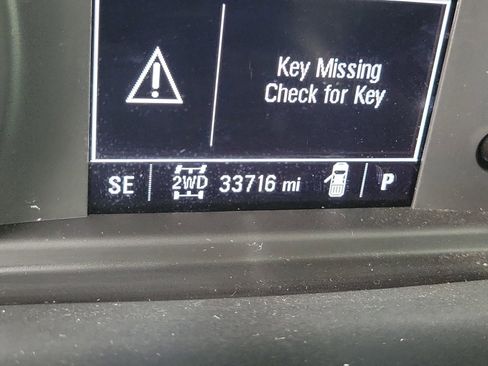 Key Missing
Check for Key
SE 2WD 33716 mi P